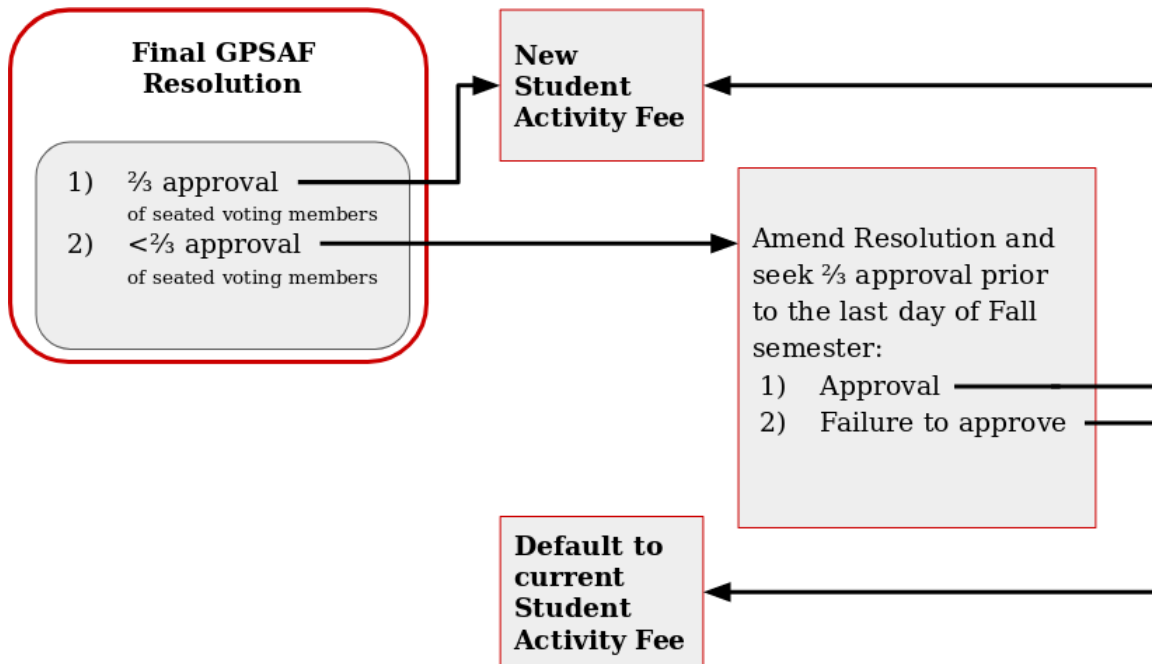 Final GPSAF
Resolution
1) ⅔ approval
of seated voting members
2) <⅔ approval
of seated voting members
New
Student
Activity Fee
Amend Resolution and
seek ⅔ approval prior
to the last day of Fall
semester:
1) Approval
2) Failure to approve
Default to
current
Student
Activity Fee